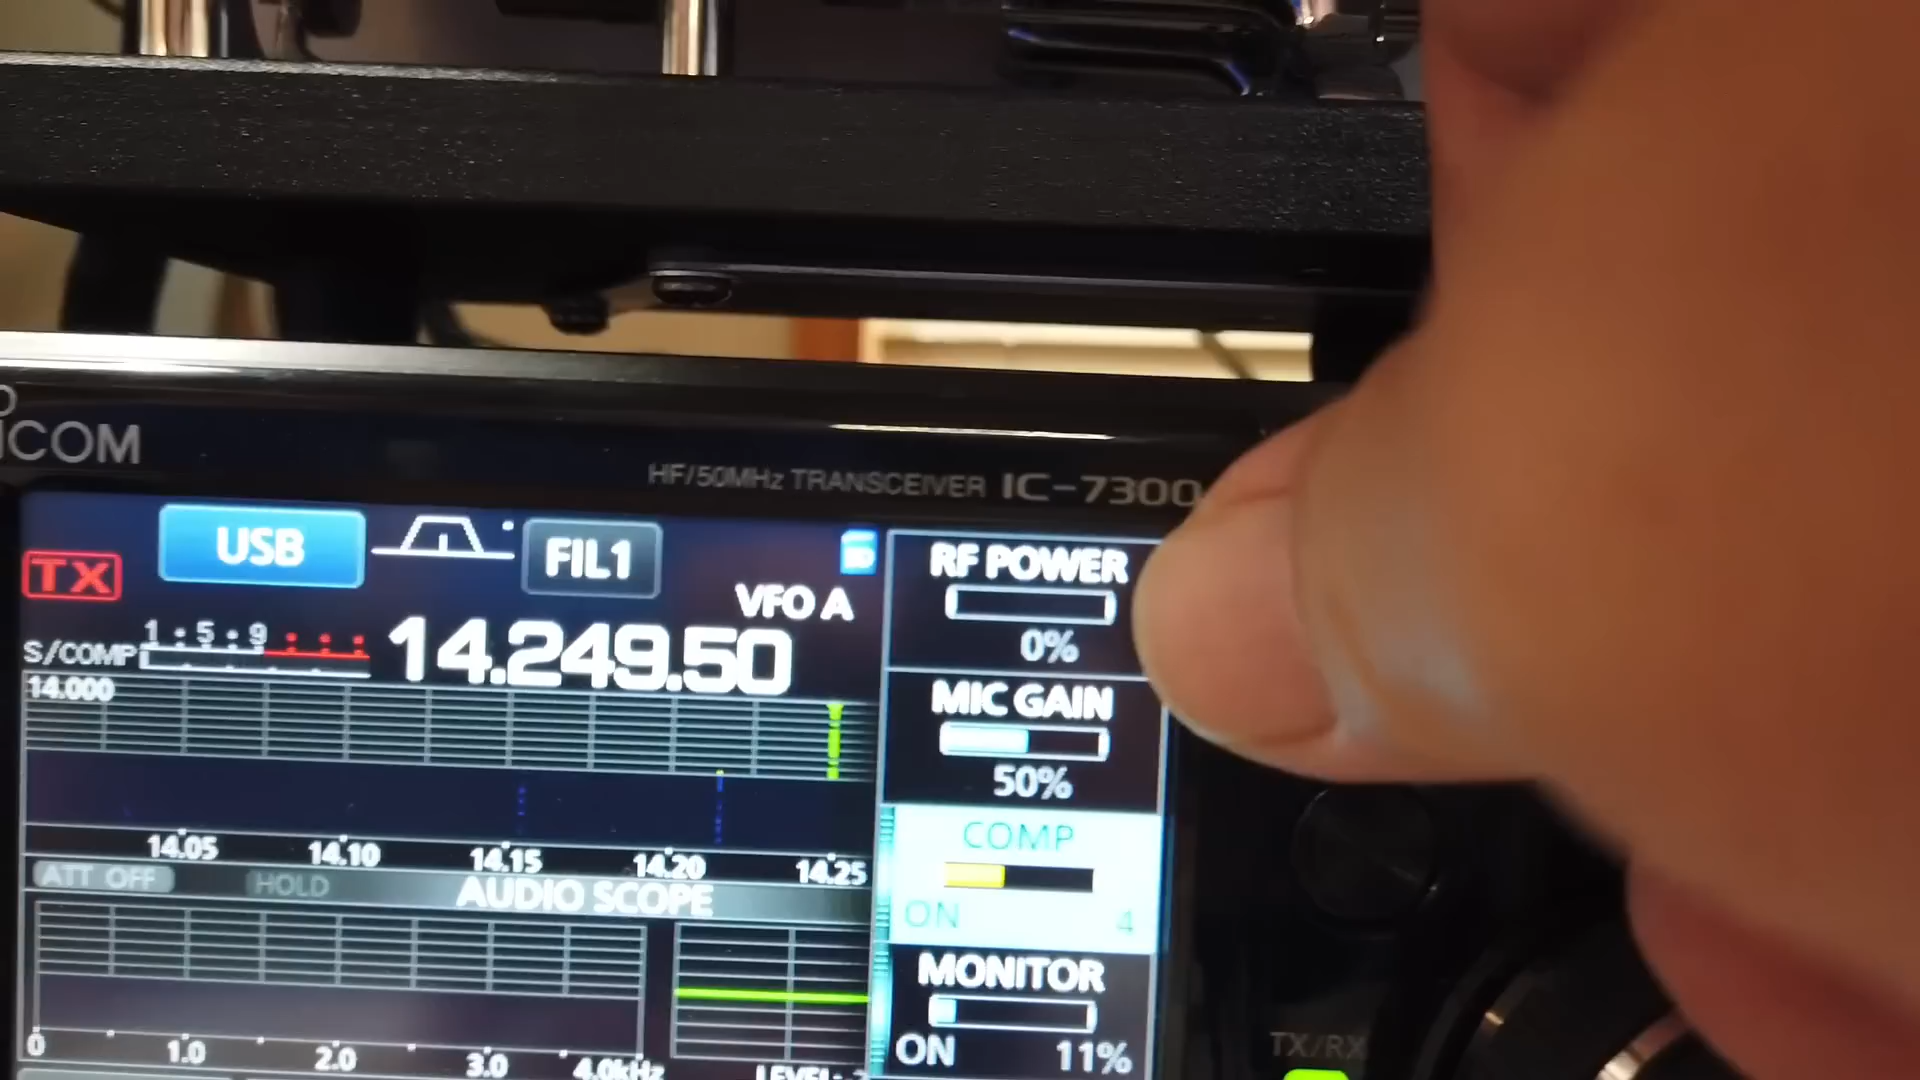 ICOM
HF/50MHz TRANSCEIVER IC-7300
USB
FIL1
TX
VFO A
1 5 9
S/COMP
14.249.50
14.000
14.05 14.10 14.15 14.20 14.25
ATT OFF
HOLD
AUDIO SCOPE
0 1.0 2.0 3.0 4.0kHz
LEVEL:
RF POWER
0%
MIC GAIN
50%
COMP
ON 4
MONITOR
ON 11%
TX/RX